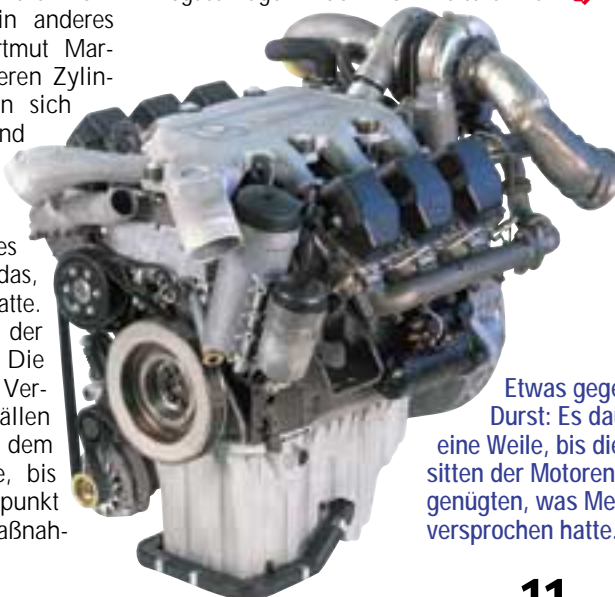 in anderes
rtmut Mar-
eren Zylin-
n sich
nd
es
das,
atte.
der
Die
Ver-
ällen
dem
e, bis
punkt
aßnah-
Etwas gege
Durst: Es dau
eine Weile, bis die
sitten der Motoren
genügten, was Me
versprochen hatte.
11